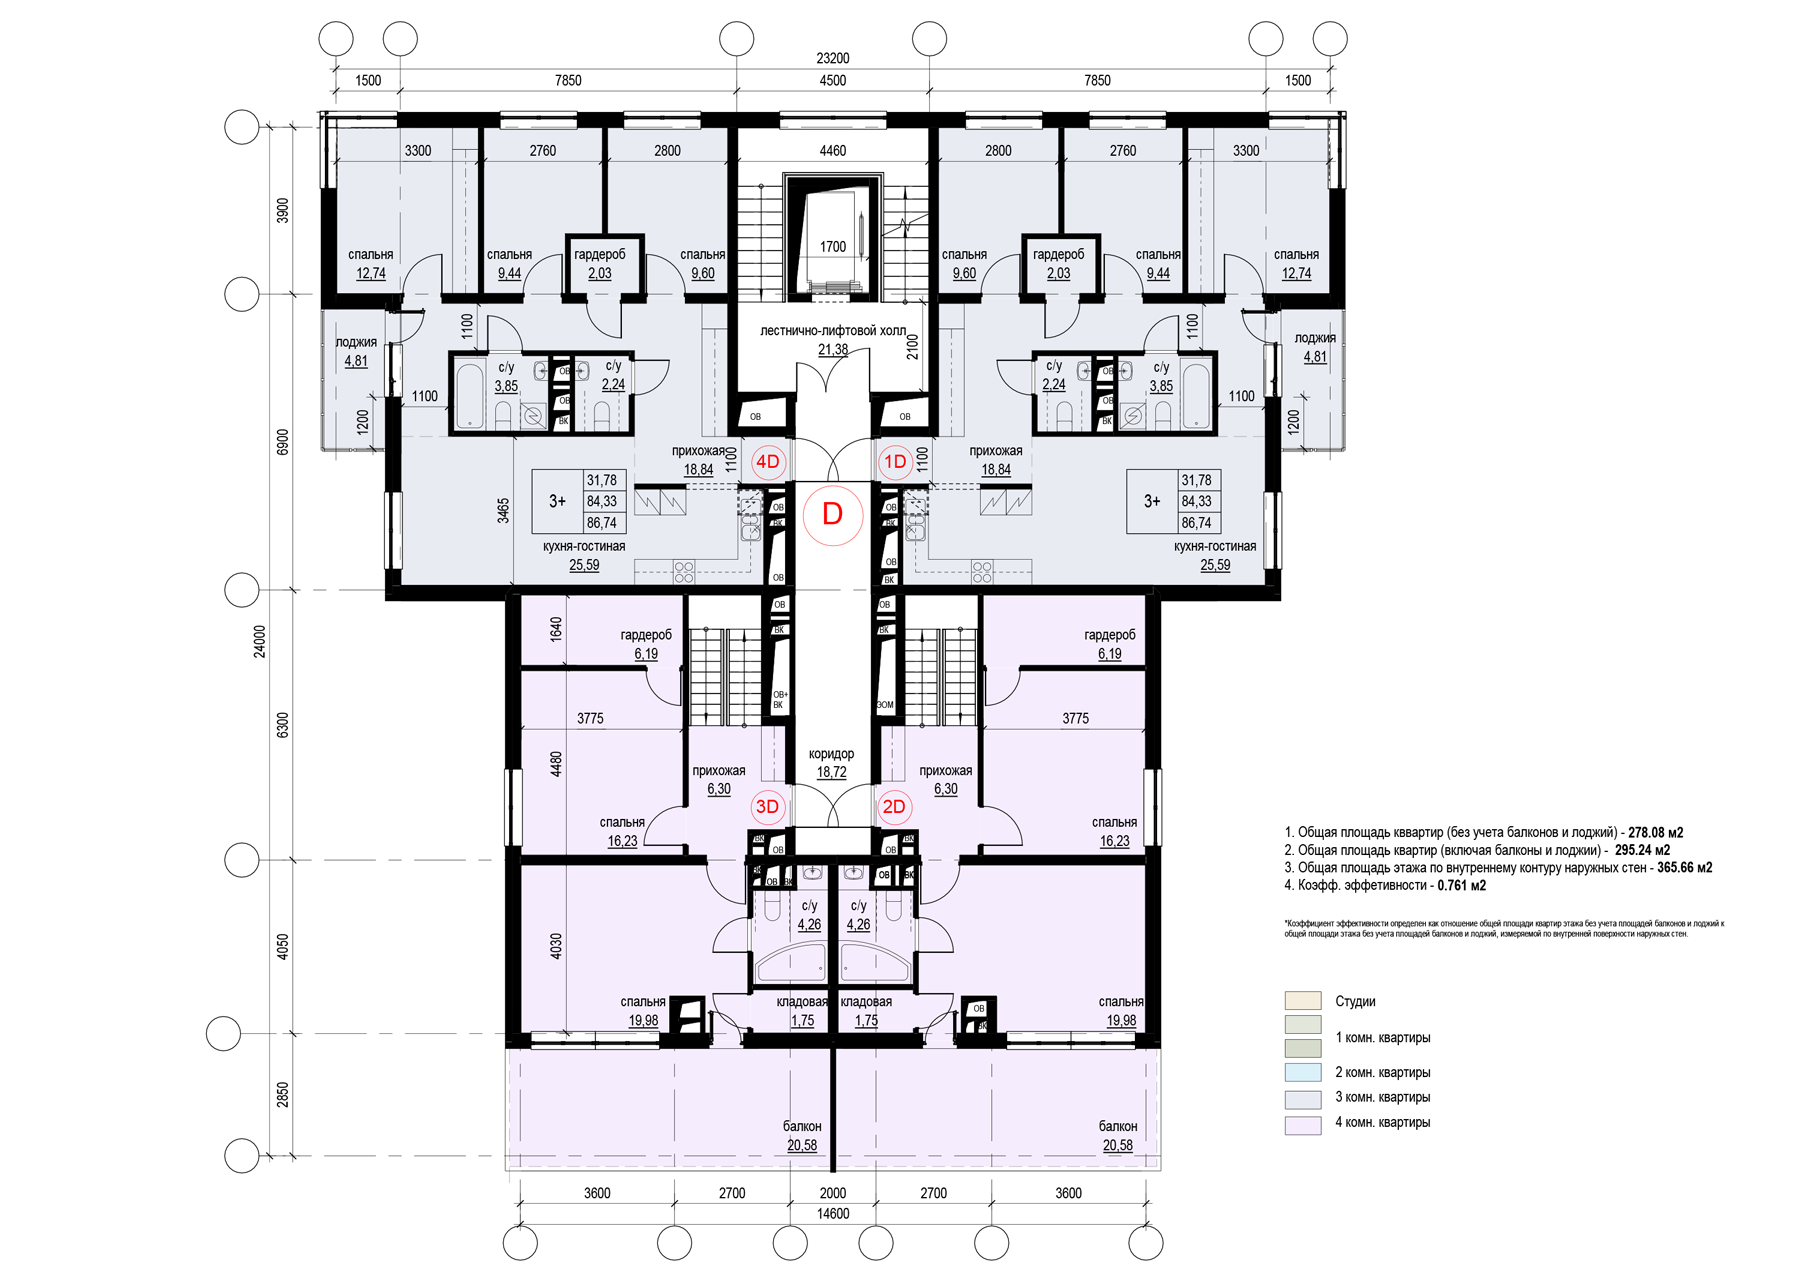 23200
1500 7850 4500 7850 1500
3300 2760 2800 4460 2800 2760 3300
3900
1700
спальня 12,74
спальня 9,44
гардероб 2,03
спальня 9,60
спальня 9,60
гардероб 2,03
спальня 9,44
спальня 12,74
1100
лестнично-лифтовой холл
21,38
2100
1100
лоджия 4,81
с/у 3,85
ОВ
ОВ
ВК
с/у 2,24
с/у 2,24
ОВ
ОВ
ВК
с/у 3,85
лоджия 4,81
1100
1200
1100
1200
ОВ
ОВ
6900
прихожая 18,84
1100
4D
1D
1100
прихожая 18,84
3+
31,78
84,33
86,74
3465
ОВ
ВК
ОВ
D
ОВ
ВК
ОВ
ВК
3+
31,78
84,33
86,74
кухня-гостиная 25,59
кухня-гостиная 25,59
24000
1640
гардероб 6,19
ОВ
ВК
ОВ+
ВК
ОВ
ВК
ЭОМ
гардероб 6,19
6300
3775
3775
4480
прихожая 6,30
коридор 18,72
прихожая 6,30
3D
2D
спальня 16,23
ВК
ОВ
ОВ
ВК
спальня 16,23
1. Общая площадь кввартир (без учета балконов и лоджий) - 278.08 м2
2. Общая площадь квартир (включая балконы и лоджии) - 295.24 м2
3. Общая площадь этажа по внутреннему контуру наружных стен - 365.66 м2
4. Коэфф. эффетивности - 0.761 м2
*Коэффициент эффективности определен как отношение общей площади квартир этажа без учета площадей балконов и лоджий к
общей площади этажа без учета площадей балконов и лоджий, измеряемой по внутренней поверхности наружных стен.
ВК
ОВ
ВК
ОВ
ВК
4050
4030
с/у 4,26
с/у 4,26
спальня 19,98
кладовая 1,75
кладовая 1,75
ОВ
ВК
спальня 19,98
Студии
1 комн. квартиры
2 комн. квартиры
3 комн. квартиры
4 комн. квартиры
2850
балкон 20,58
балкон 20,58
3600 2700 2000 2700 3600
14600